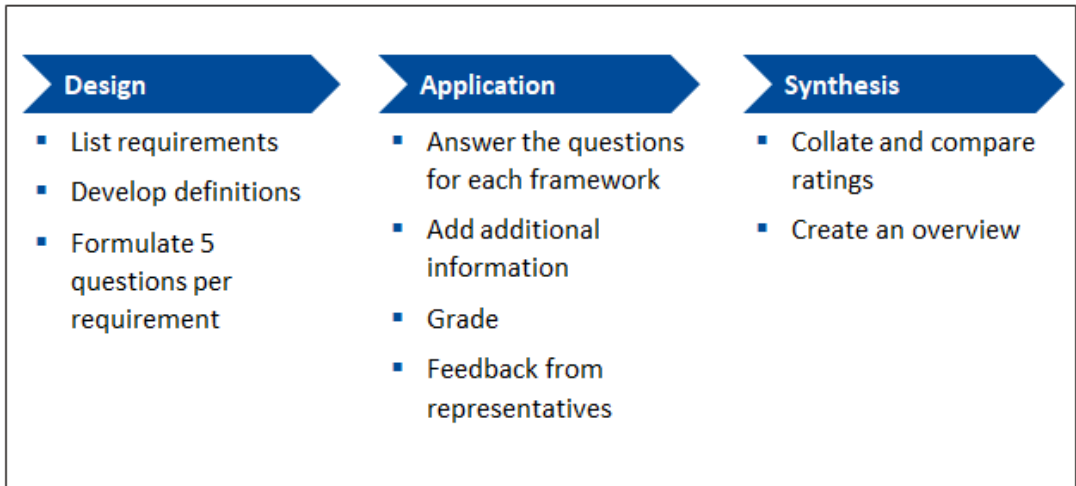 Design
List requirements
Develop definitions
Formulate 5
questions per
requirement
Application
Answer the questions
for each framework
Add additional
information
Grade
Feedback from
representatives
Synthesis
Collate and compare
ratings
Create an overview